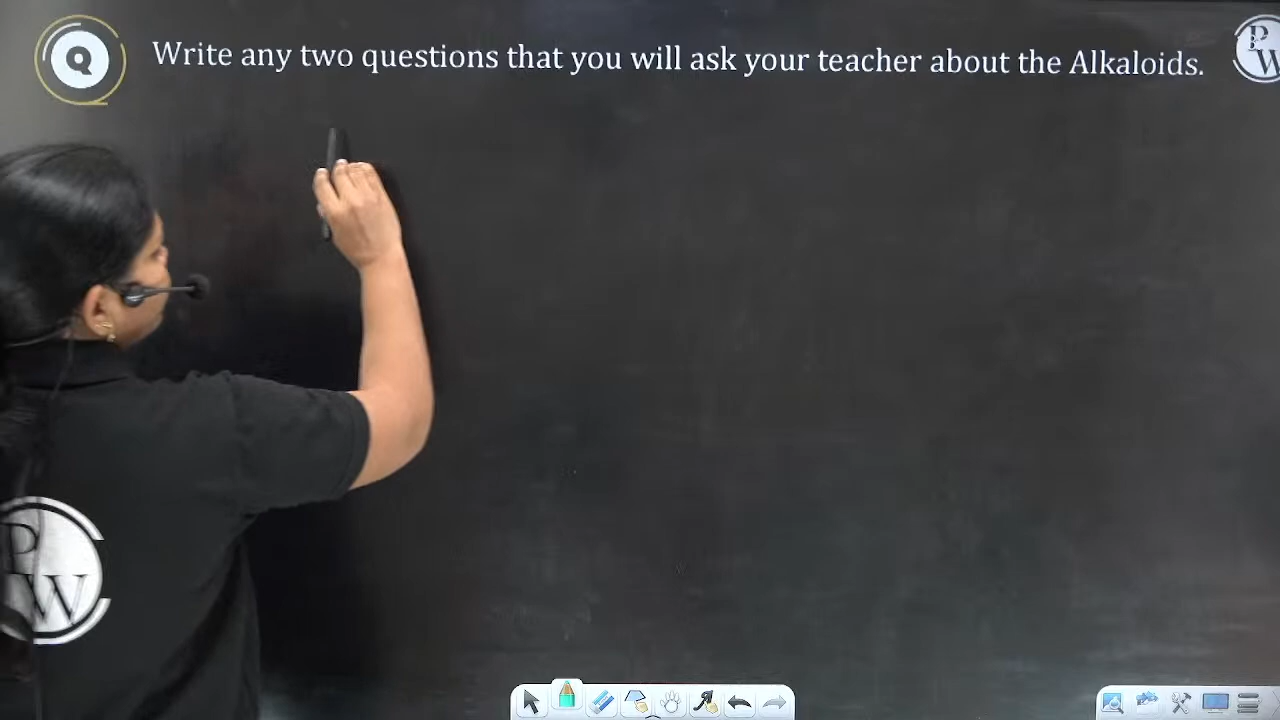 Q
Write any two questions that you will ask your teacher about the Alkaloids.
P
W
P
W